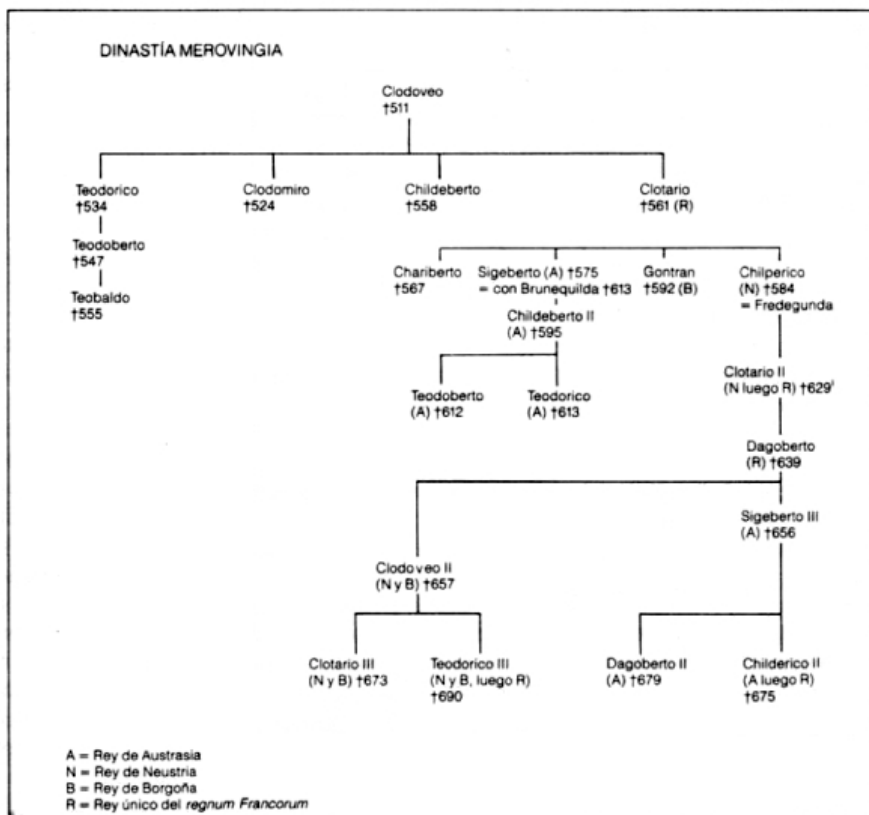 DINASTÍA MEROVINGIA
Clodoveo
†511
Teodorico
†534
Clodomiro
†524
Childeberto
†558
Clotario
†561 (R)
Teodoberto
†547
Teobaldo
†555
Chariberto
†567
Sigeberto (A) †575
= con Brunequilda †613
Gontran
†592 (B)
Chilperico
(N) †584
= Fredegunda
Childeberto II
(A) †595
Clotario II
(N luego R) †629
Teodoberto
(A) †612
Teodorico
(A) †613
Dagoberto
(R) †639
Sigeberto III
(A) †656
Clodoveo II
(N y B) †657
Clotario III
(N y B) †673
Teodorico III
(N y B, luego R)
†690
Dagoberto II
(A) †679
Childerico II
(A luego R)
†675
A = Rey de Austrasia
N = Rey de Neustria
B = Rey de Borgoña
R = Rey único del regnum Francorum